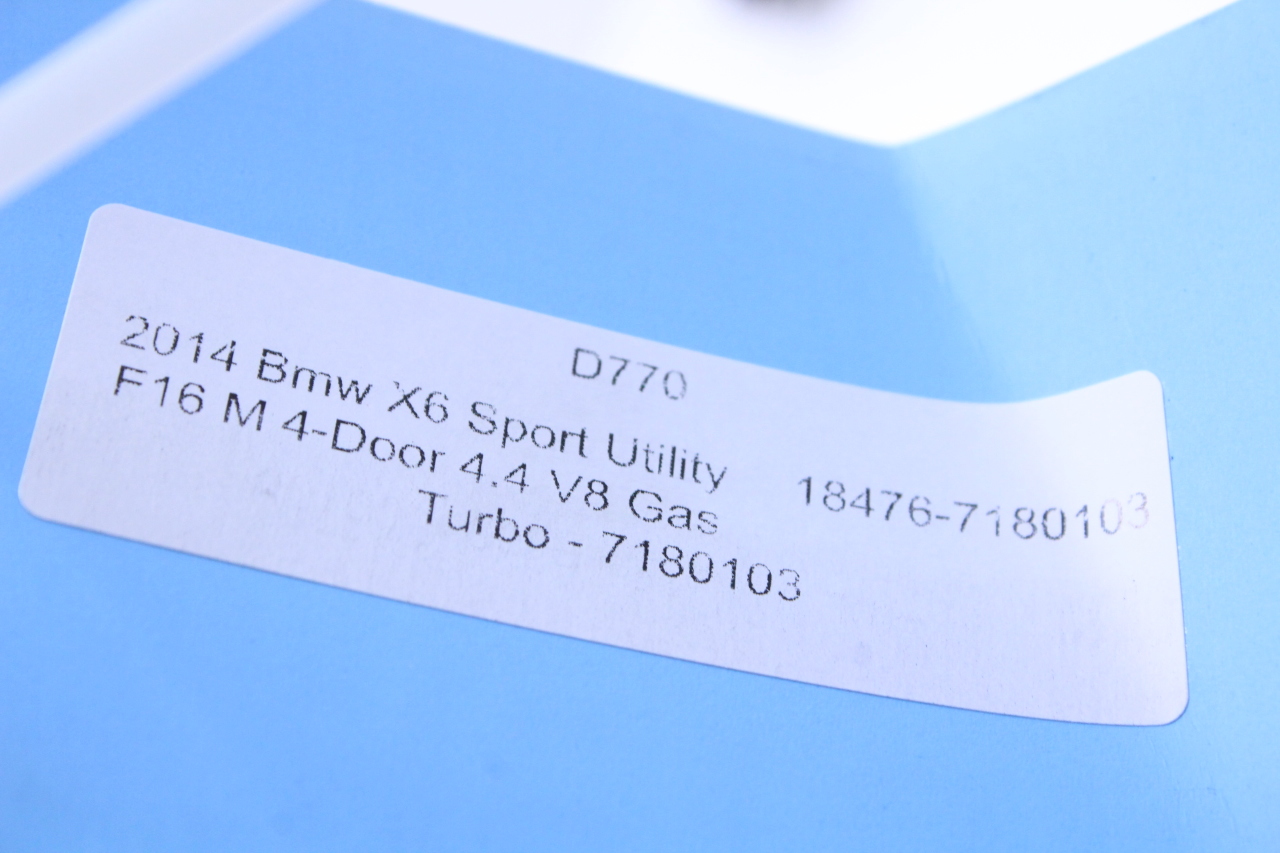 D770
2014 Bmw X6 Sport Utility
F16 M 4-Door 4.4 V8 Gas
Turbo - 7180103
18476-7180103